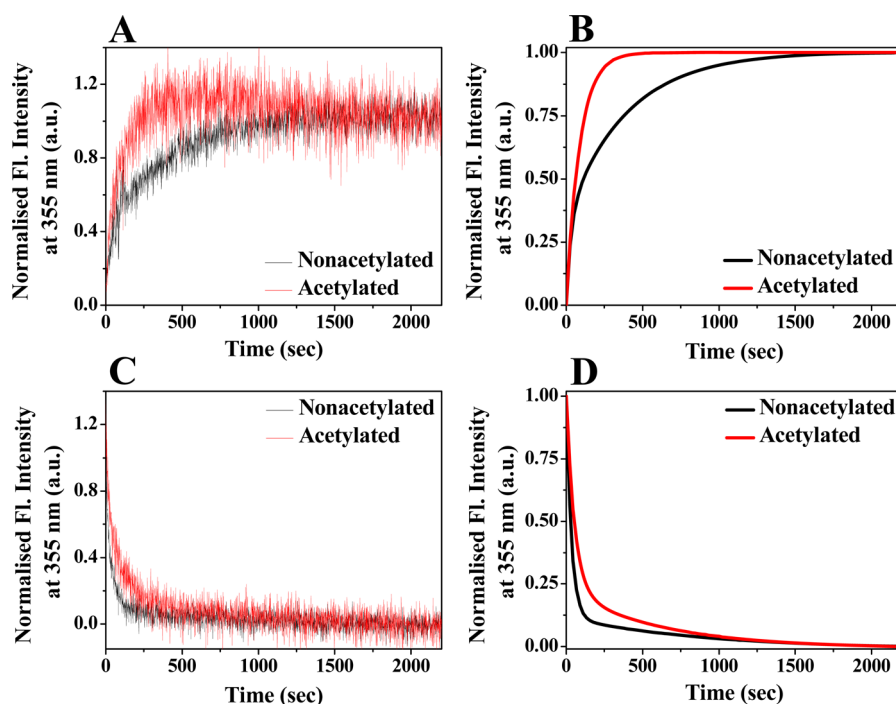 A
Normalised Fl. Intensity
at 355 nm (a.u.)
1.2
0.8
0.4
0.0
Nonacetylated
Acetylated
0 500 1000 1500 2000
Time (sec)
B
Normalised Fl. Intensity
at 355 nm (a.u.)
1.00
0.75
0.50
0.25
0.00
Nonacetylated
Acetylated
0 500 1000 1500 2000
Time (sec)
C
Normalised Fl. Intensity
at 355 nm (a.u.)
1.2
0.8
0.4
0.0
Nonacetylated
Acetylated
0 500 1000 1500 2000
Time (sec)
D
Normalised Fl. Intensity
at 355 nm (a.u.)
1.00
0.75
0.50
0.25
0.00
Nonacetylated
Acetylated
0 500 1000 1500 2000
Time (sec)